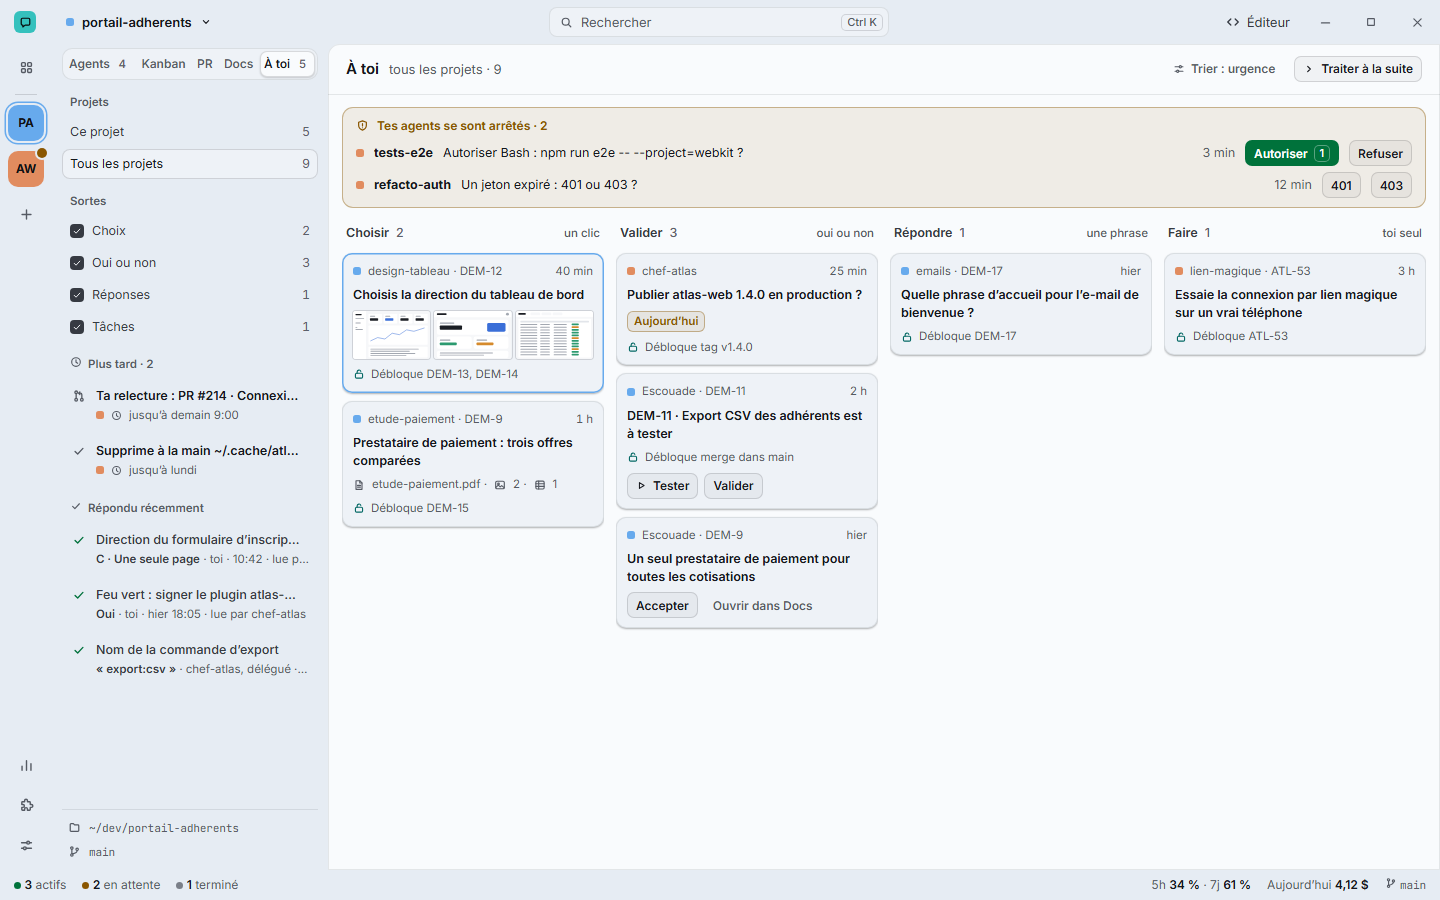 portail-adherents
Rechercher
Ctrl K
Éditeur
Agents 4 Kanban PR Docs À toi 5
PA
AW
Projets
Ce projet 5
Tous les projets 9
Sortes
Choix 2
Oui ou non 3
Réponses 1
Tâches 1
Plus tard · 2
Ta relecture : PR #214 · Connexi...
jusqu’à demain 9:00
Supprime à la main ~/.cache/atl...
jusqu’à lundi
Répondu récemment
Direction du formulaire d’inscrip...
C · Une seule page · toi · 10:42 · lue p...
Feu vert : signer le plugin atlas-...
Oui · toi · hier 18:05 · lue par chef-atlas
Nom de la commande d’export
« export:csv » · chef-atlas, délégué ·...
~/dev/portail-adherents
main
À toi tous les projets · 9
Trier : urgence
Traiter à la suite
Tes agents se sont arrêtés · 2
tests-e2e Autoriser Bash : npm run e2e -- --project=webkit ? 3 min Autoriser 1 Refuser
refacto-auth Un jeton expiré : 401 ou 403 ? 12 min 401 403
Choisir 2 un clic
design-tableau · DEM-12 40 min
Choisis la direction du tableau de bord
Débloque DEM-13, DEM-14
etude-paiement · DEM-9 1 h
Prestataire de paiement : trois offres
comparées
etude-paiement.pdf · 2 · 1
Débloque DEM-15
Valider 3 oui ou non
chef-atlas 25 min
Publier atlas-web 1.4.0 en production ?
Aujourd’hui
Débloque tag v1.4.0
Escouade · DEM-11 2 h
DEM-11 · Export CSV des adhérents est
à tester
Débloque merge dans main
Tester Valider
Escouade · DEM-9 hier
Un seul prestataire de paiement pour
toutes les cotisations
Accepter Ouvrir dans Docs
Répondre 1 une phrase
emails · DEM-17 hier
Quelle phrase d’accueil pour l’e-mail de
bienvenue ?
Débloque DEM-17
Faire 1 toi seul
lien-magique · ATL-53 3 h
Essaie la connexion par lien magique
sur un vrai téléphone
Débloque ATL-53
3 actifs 2 en attente 1 terminé
5h 34 % · 7j 61 % Aujourd’hui 4,12 $ main